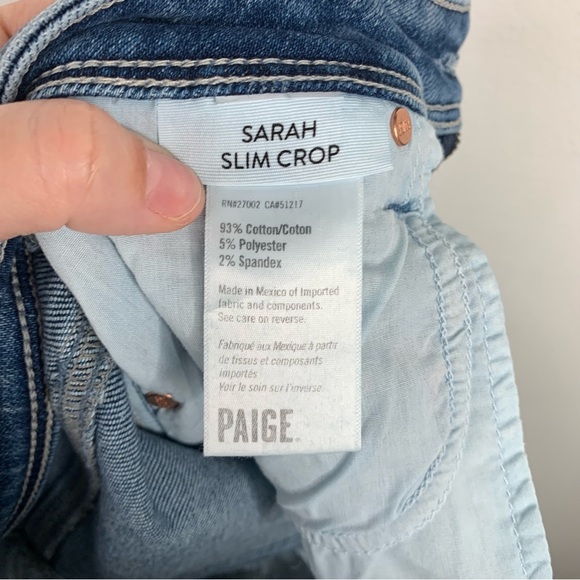 SARAH
SLIM CROP
RN#27002 CA#51217
93% Cotton/Coton
5% Polyester
2% Spandex
Made in Mexico of Imported
fabric and components.
See care on reverse.
Fabriqué aux Mexique à partir
de tissus et composants
importés
Voir le soin sur l'inverse
PAIGE